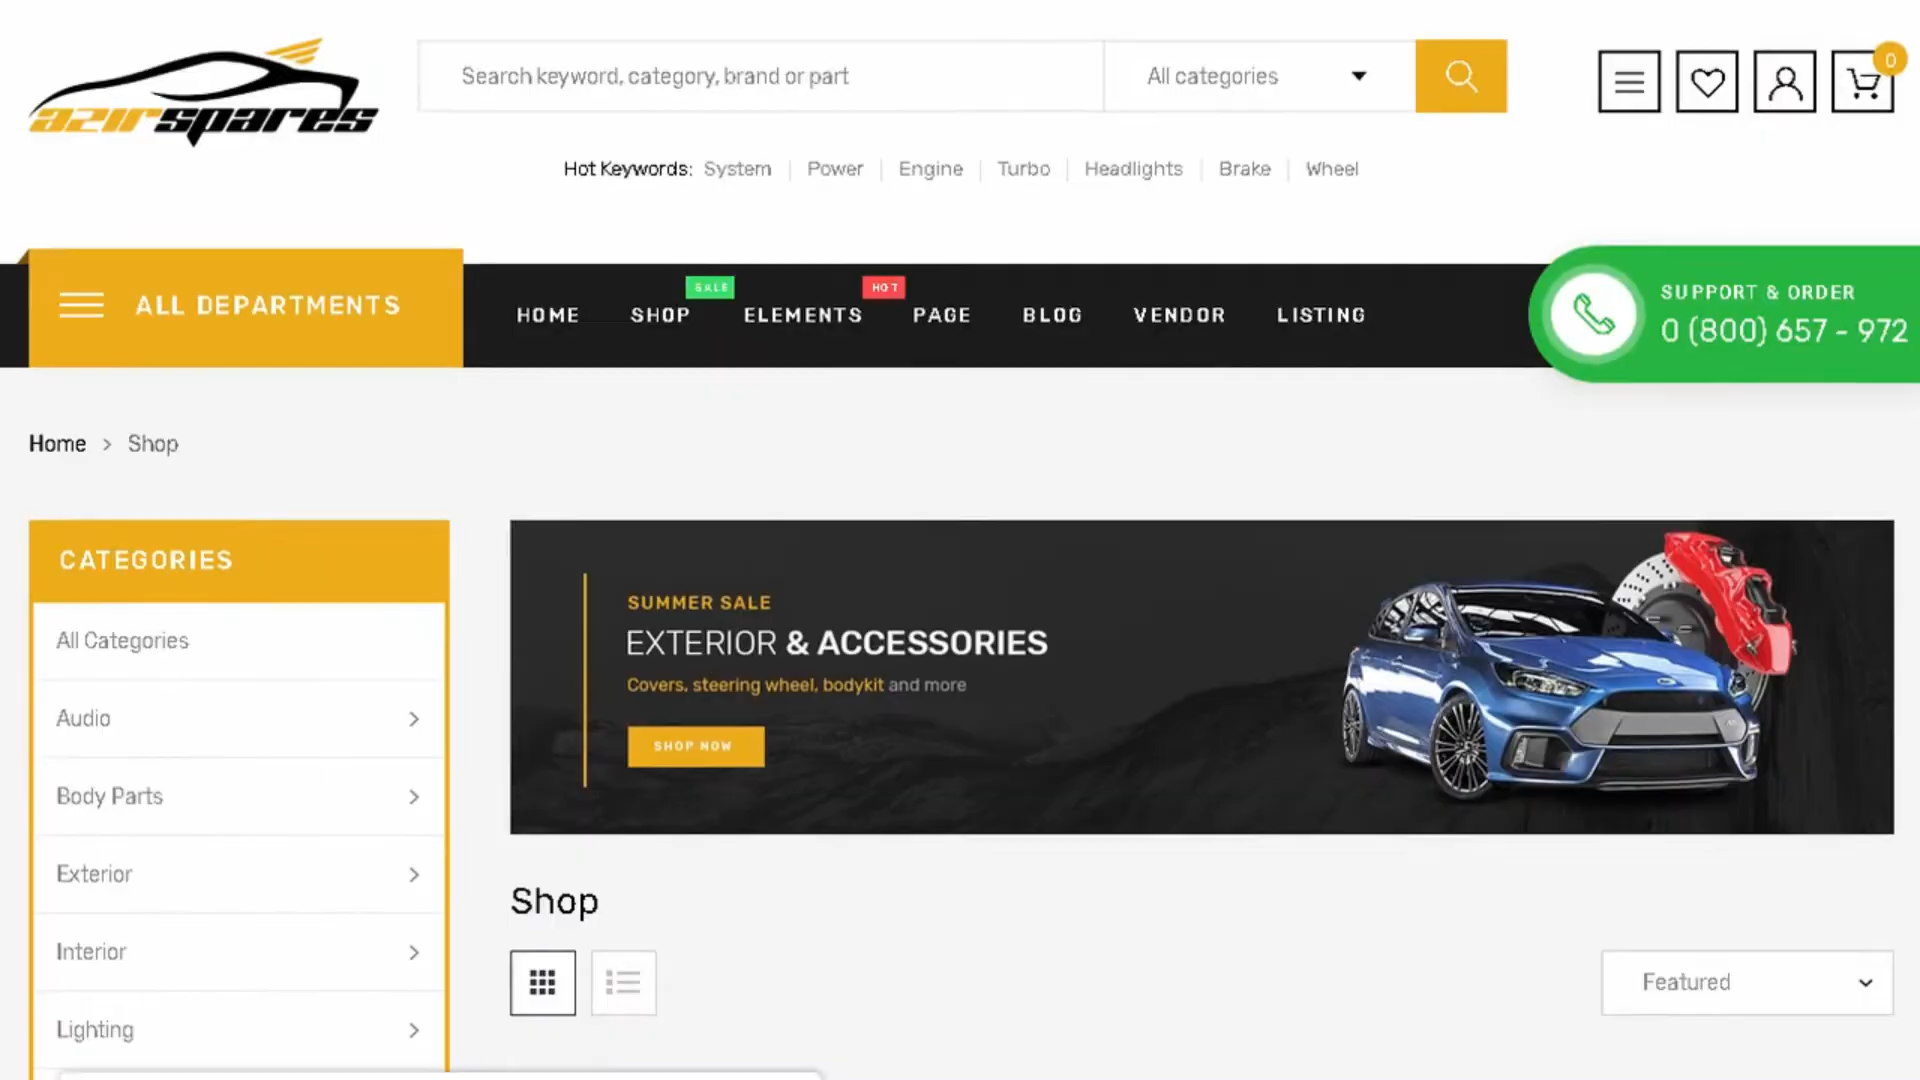 azirspares
Search keyword, category, brand or part
All categories
0
Hot Keywords: System Power Engine Turbo Headlights Brake Wheel
ALL DEPARTMENTS
HOME
SHOP
SALE
ELEMENTS
HOT
PAGE
BLOG
VENDOR
LISTING
SUPPORT & ORDER
0 (800) 657 - 972
Home > Shop
CATEGORIES
All Categories
Audio
Body Parts
Exterior
Interior
Lighting
SUMMER SALE
EXTERIOR & ACCESSORIES
Covers, steering wheel, bodykit and more
SHOP NOW
Shop
Featured